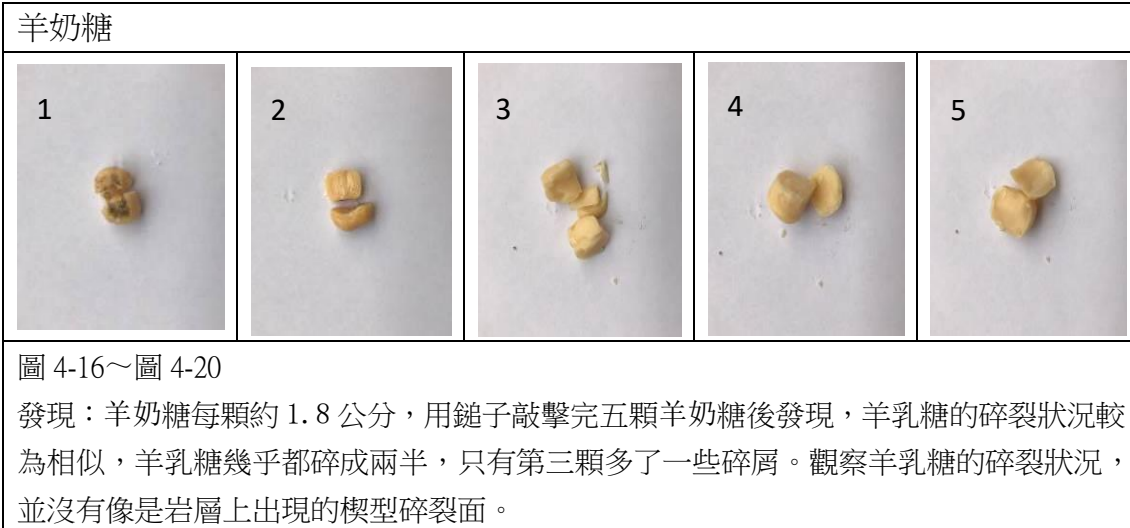 羊奶糖
1 2 3 4 5
圖 4-16～圖 4-20
發現：羊奶糖每顆約 1.8 公分，用鎚子敲擊完五顆羊奶糖後發現，羊乳糖的碎裂狀況較
為相似，羊乳糖幾乎都碎成兩半，只有第三顆多了一些碎屑。觀察羊乳糖的碎裂狀況，
並沒有像是岩層上出現的楔型碎裂面。